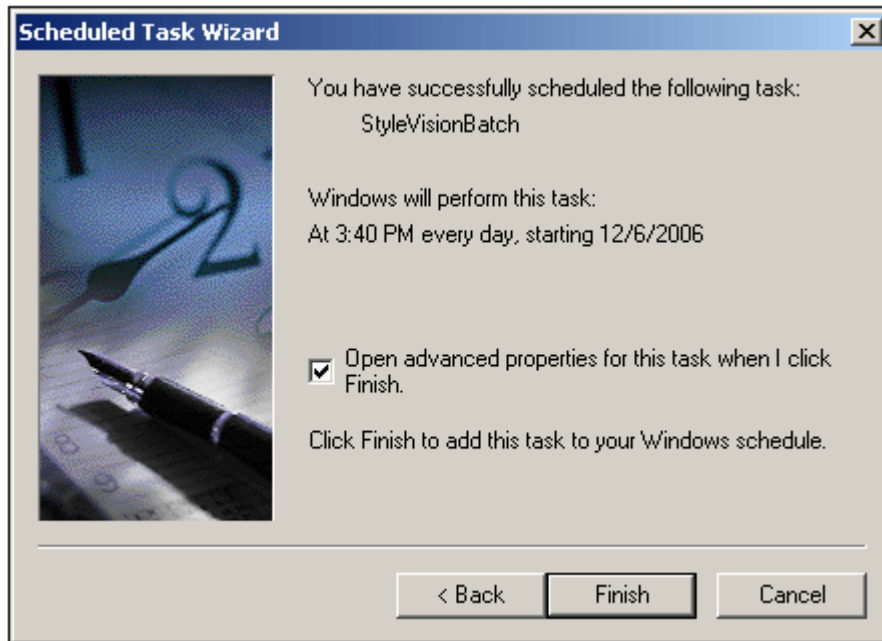 Scheduled Task Wizard
You have successfully scheduled the following task:
StyleVisionBatch
Windows will perform this task:
At 3:40 PM every day, starting 12/6/2006
Open advanced properties for this task when I click
Finish.
Click Finish to add this task to your Windows schedule.
< Back
Finish
Cancel